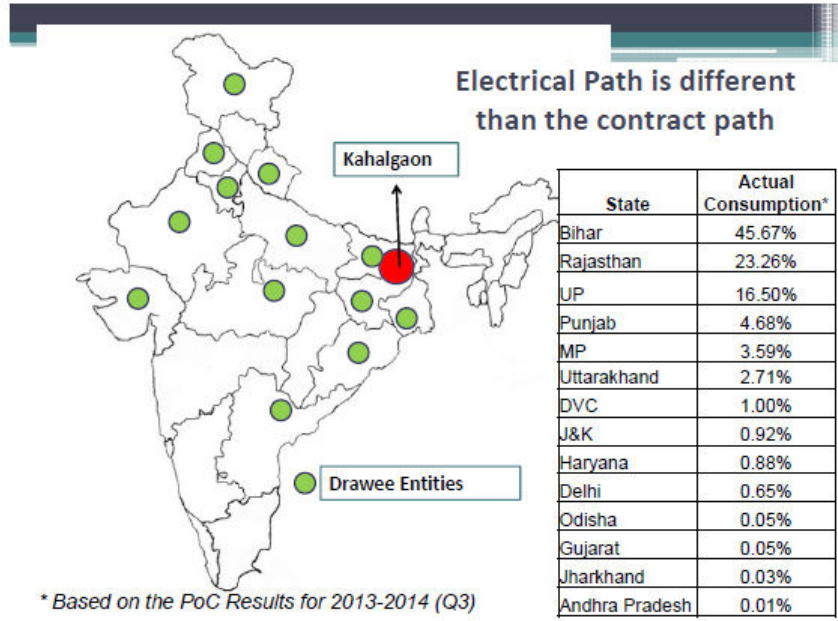 Electrical Path is different
than the contract path
Kahalgaon
State Actual Consumption*
Bihar 45.67%
Rajasthan 23.26%
UP 16.50%
Punjab 4.68%
MP 3.59%
Uttarakhand 2.71%
DVC 1.00%
J&K 0.92%
Haryana 0.88%
Delhi 0.65%
Odisha 0.05%
Gujarat 0.05%
Jharkhand 0.03%
Andhra Pradesh 0.01%
Drawee Entities
* Based on the PoC Results for 2013-2014 (Q3)